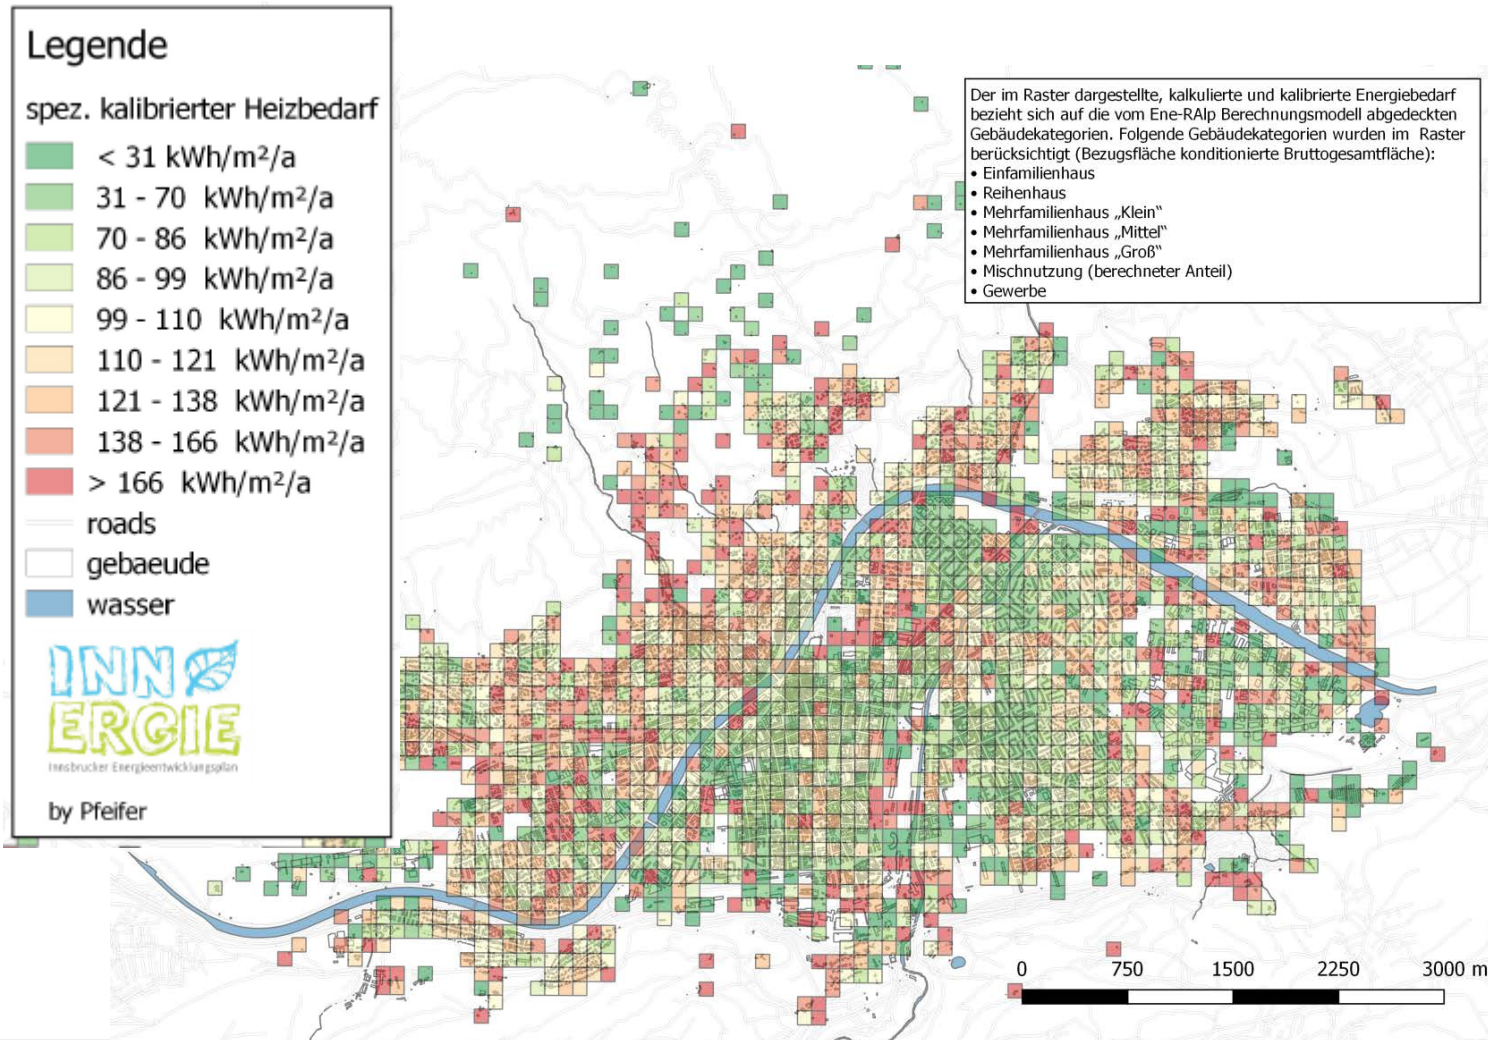 Legende
spez. kalibrierter Heizbedarf
< 31 kWh/m²/a
31 - 70 kWh/m²/a
70 - 86 kWh/m²/a
86 - 99 kWh/m²/a
99 - 110 kWh/m²/a
110 - 121 kWh/m²/a
121 - 138 kWh/m²/a
138 - 166 kWh/m²/a
> 166 kWh/m²/a
roads
gebaeude
wasser
INN
ERGIE
Innsbrucker Energieentwicklungsplan
by Pfeifer
Der im Raster dargestellte, kalkulierte und kalibrierte Energiebedarf
bezieht sich auf die vom Ene-RAlp Berechnungsmodell abgedeckten
Gebäudekategorien. Folgende Gebäudekategorien wurden im Raster
berücksichtigt (Bezugsfläche konditionierte Bruttogesamtfläche):
• Einfamilienhaus
• Reihenhaus
• Mehrfamilienhaus „Klein“
• Mehrfamilienhaus „Mittel“
• Mehrfamilienhaus „Groß“
• Mischnutzung (berechneter Anteil)
• Gewerbe
0 750 1500 2250 3000 m